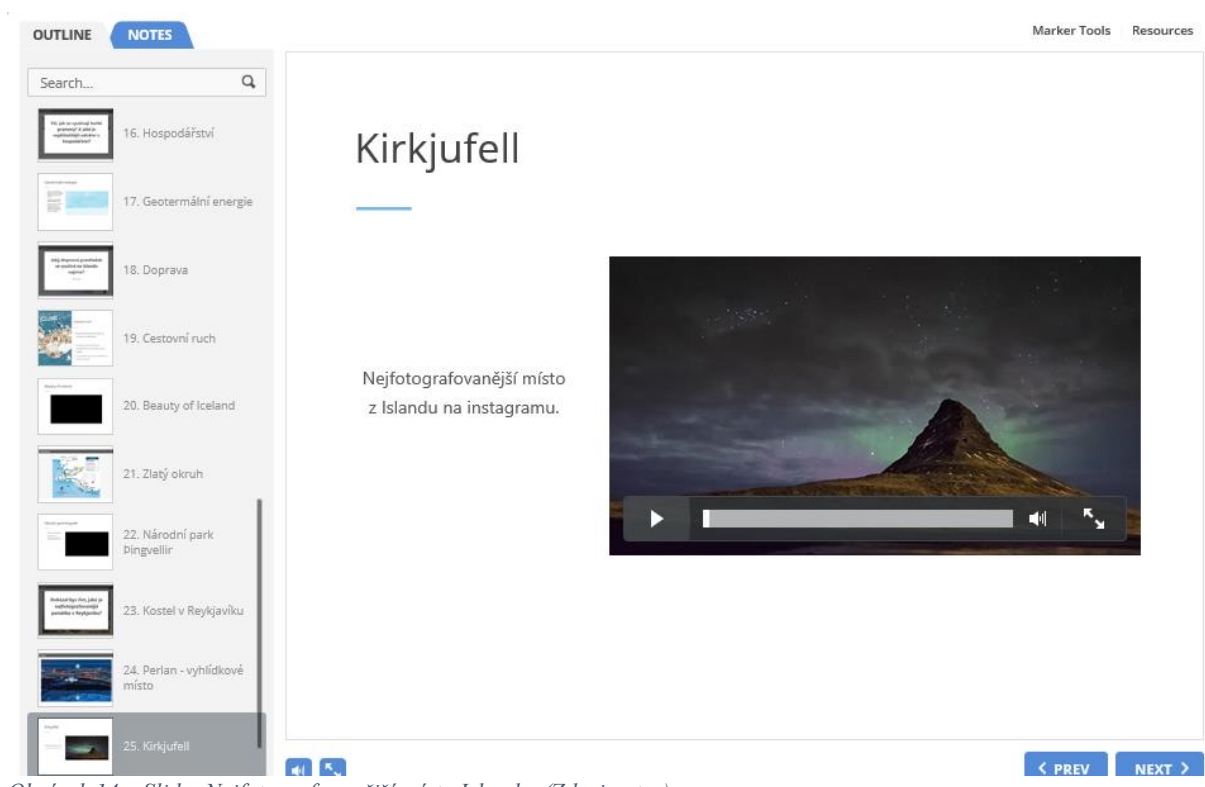 OUTLINE
NOTES
Marker Tools
Resources
Search...
16. Hospodářství
17. Geotermální energie
18. Doprava
19. Cestovní ruch
20. Beauty of Iceland
21. Zlatý okruh
22. Národní park
Þingvellir
23. Kostel v Reykjavíku
24. Perlan - vyhlídkové
místo
25. Kirkjufell
Kirkjufell
Nejfotografovanější místo
z Islandu na instagramu.
PREV
NEXT